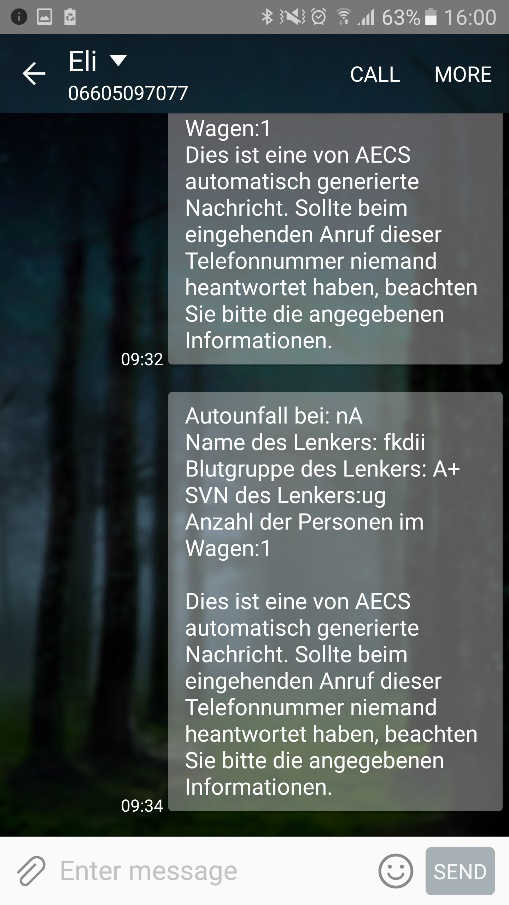 63% 16:00
Eli
06605097077
CALL MORE
Wagen:1
Dies ist eine von AECS
automatisch generierte
Nachricht. Sollte beim
eingehenden Anruf dieser
Telefonnummer niemand
heantwortet haben, beachten
Sie bitte die angegebenen
Informationen.
09:32
Autounfall bei: nA
Name des Lenkers: fkdii
Blutgruppe des Lenkers: A+
SVN des Lenkers:ug
Anzahl der Personen im
Wagen:1
Dies ist eine von AECS
automatisch generierte
Nachricht. Sollte beim
eingehenden Anruf dieser
Telefonnummer niemand
heantwortet haben, beachten
Sie bitte die angegebenen
Informationen.
09:34
Enter message
SEND